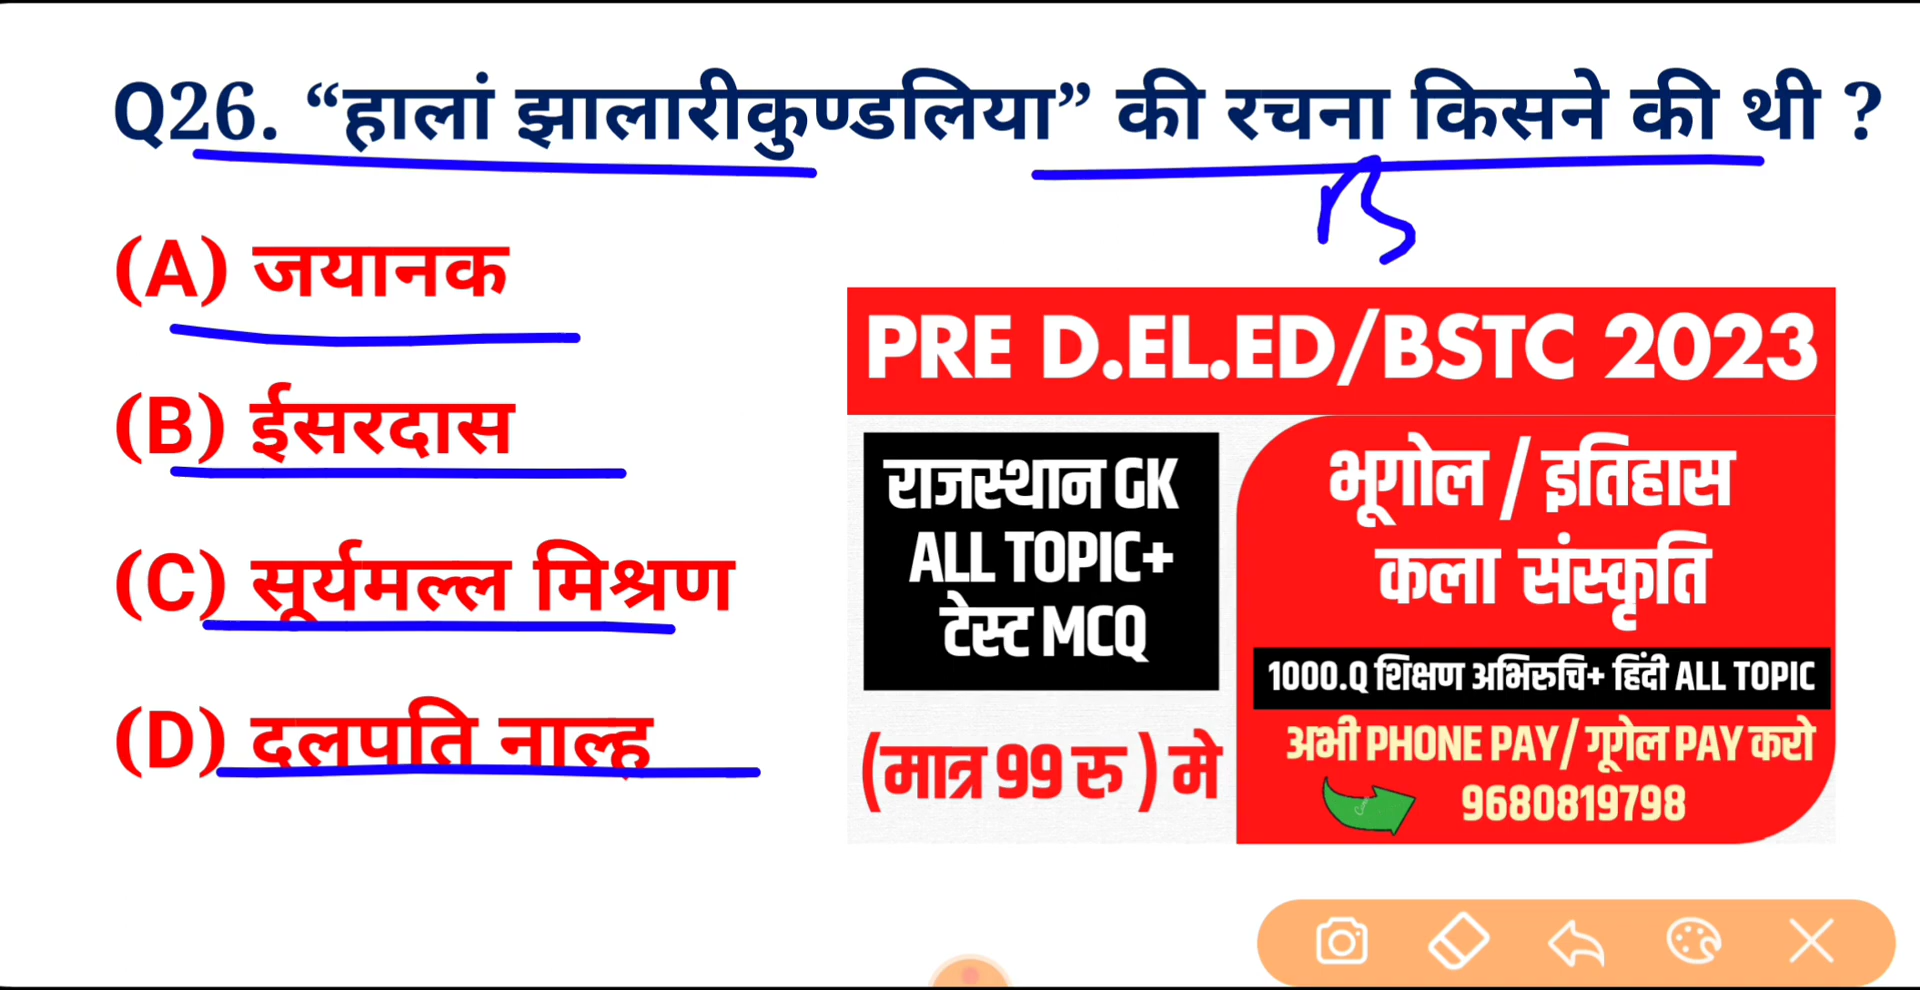 Q26. “हालां झालारीकुण्डलिया” की रचना किसने की थी ?
B
(A) जयानक
(B) ईसरदास
(C) सूर्यमल्ल मिश्रण
(D) दलपति नाल्ह
PRE D.EL.ED/BSTC 2023
राजस्थान GK
ALL TOPIC+
टेस्ट MCQ
(मात्र 99 रु ) मे
भूगोल / इतिहास
कला संस्कृति
1000.Q शिक्षण अभिरुचि+ हिंदी ALL TOPIC
अभी PHONE PAY/ गूगेल PAY करो
9680819798